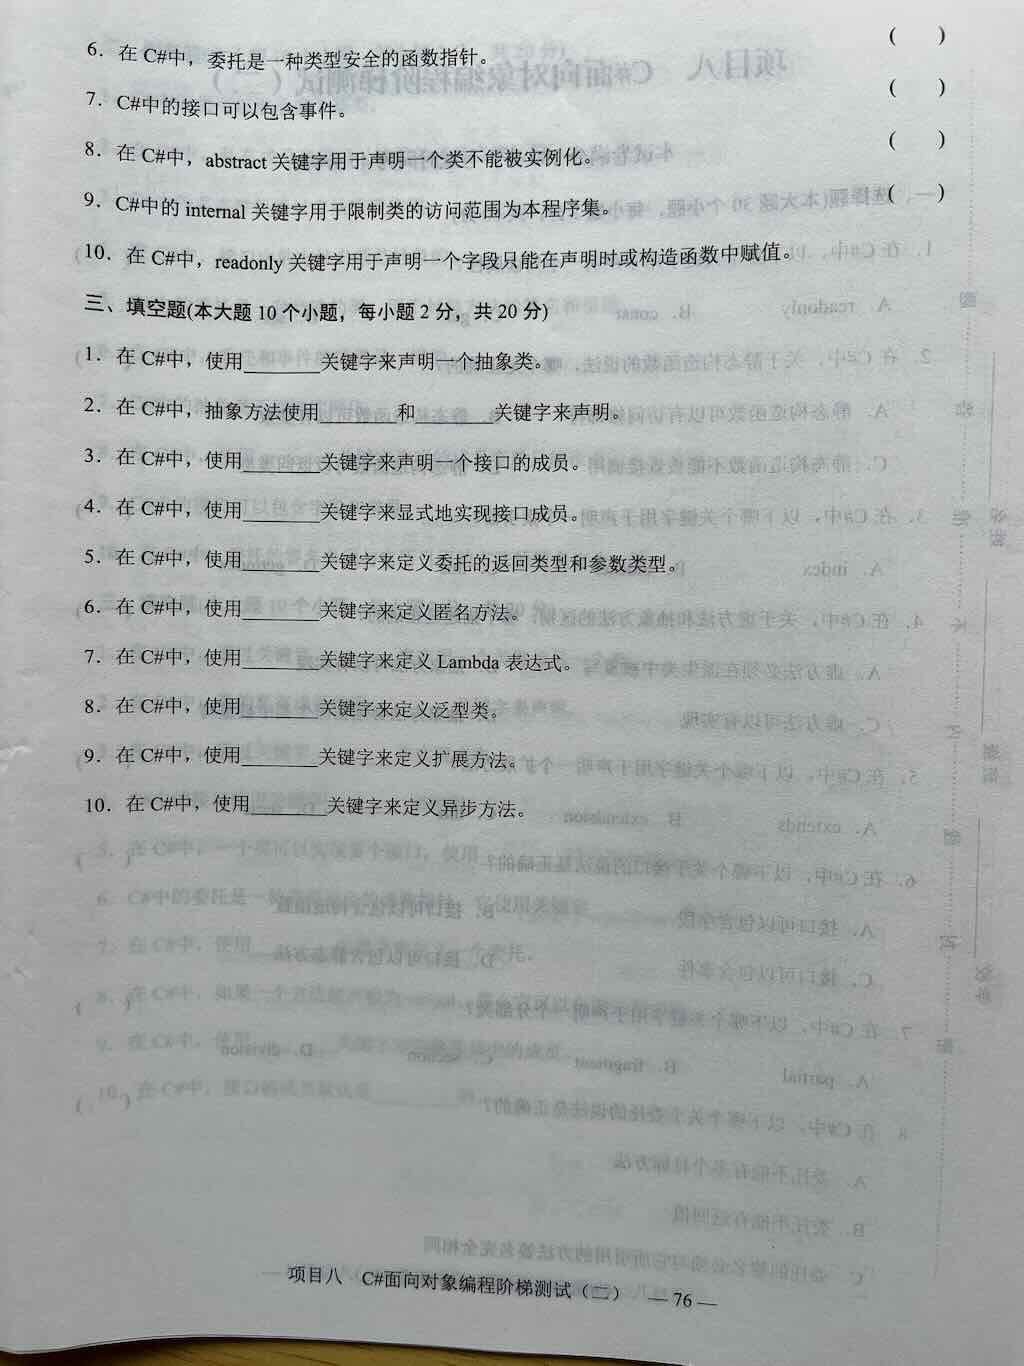 6. 在 C#中，委托是一种类型安全的函数指针。 ( )
7. C#中的接口可以包含事件。 ( )
8. 在 C#中，abstract 关键字用于声明一个类不能被实例化。 ( )
9. C#中的 internal 关键字用于限制类的访问范围为本程序集。 ( )
10. 在 C#中，readonly 关键字用于声明一个字段只能在声明时或构造函数中赋值。
三、填空题(本大题 10 个小题，每小题 2 分，共 20 分)
1. 在 C#中，使用________关键字来声明一个抽象类。
2. 在 C#中，抽象方法使用________和________关键字来声明。
3. 在 C#中，使用________关键字来声明一个接口的成员。
4. 在 C#中，使用________关键字来显式地实现接口成员。
5. 在 C#中，使用________关键字来定义委托的返回类型和参数类型。
6. 在 C#中，使用________关键字来定义匿名方法。
7. 在 C#中，使用________关键字来定义 Lambda 表达式。
8. 在 C#中，使用________关键字来定义泛型类。
9. 在 C#中，使用________关键字来定义扩展方法。
10. 在 C#中，使用________关键字来定义异步方法。
项目八 C#面向对象编程阶梯测试（二） — 76 —